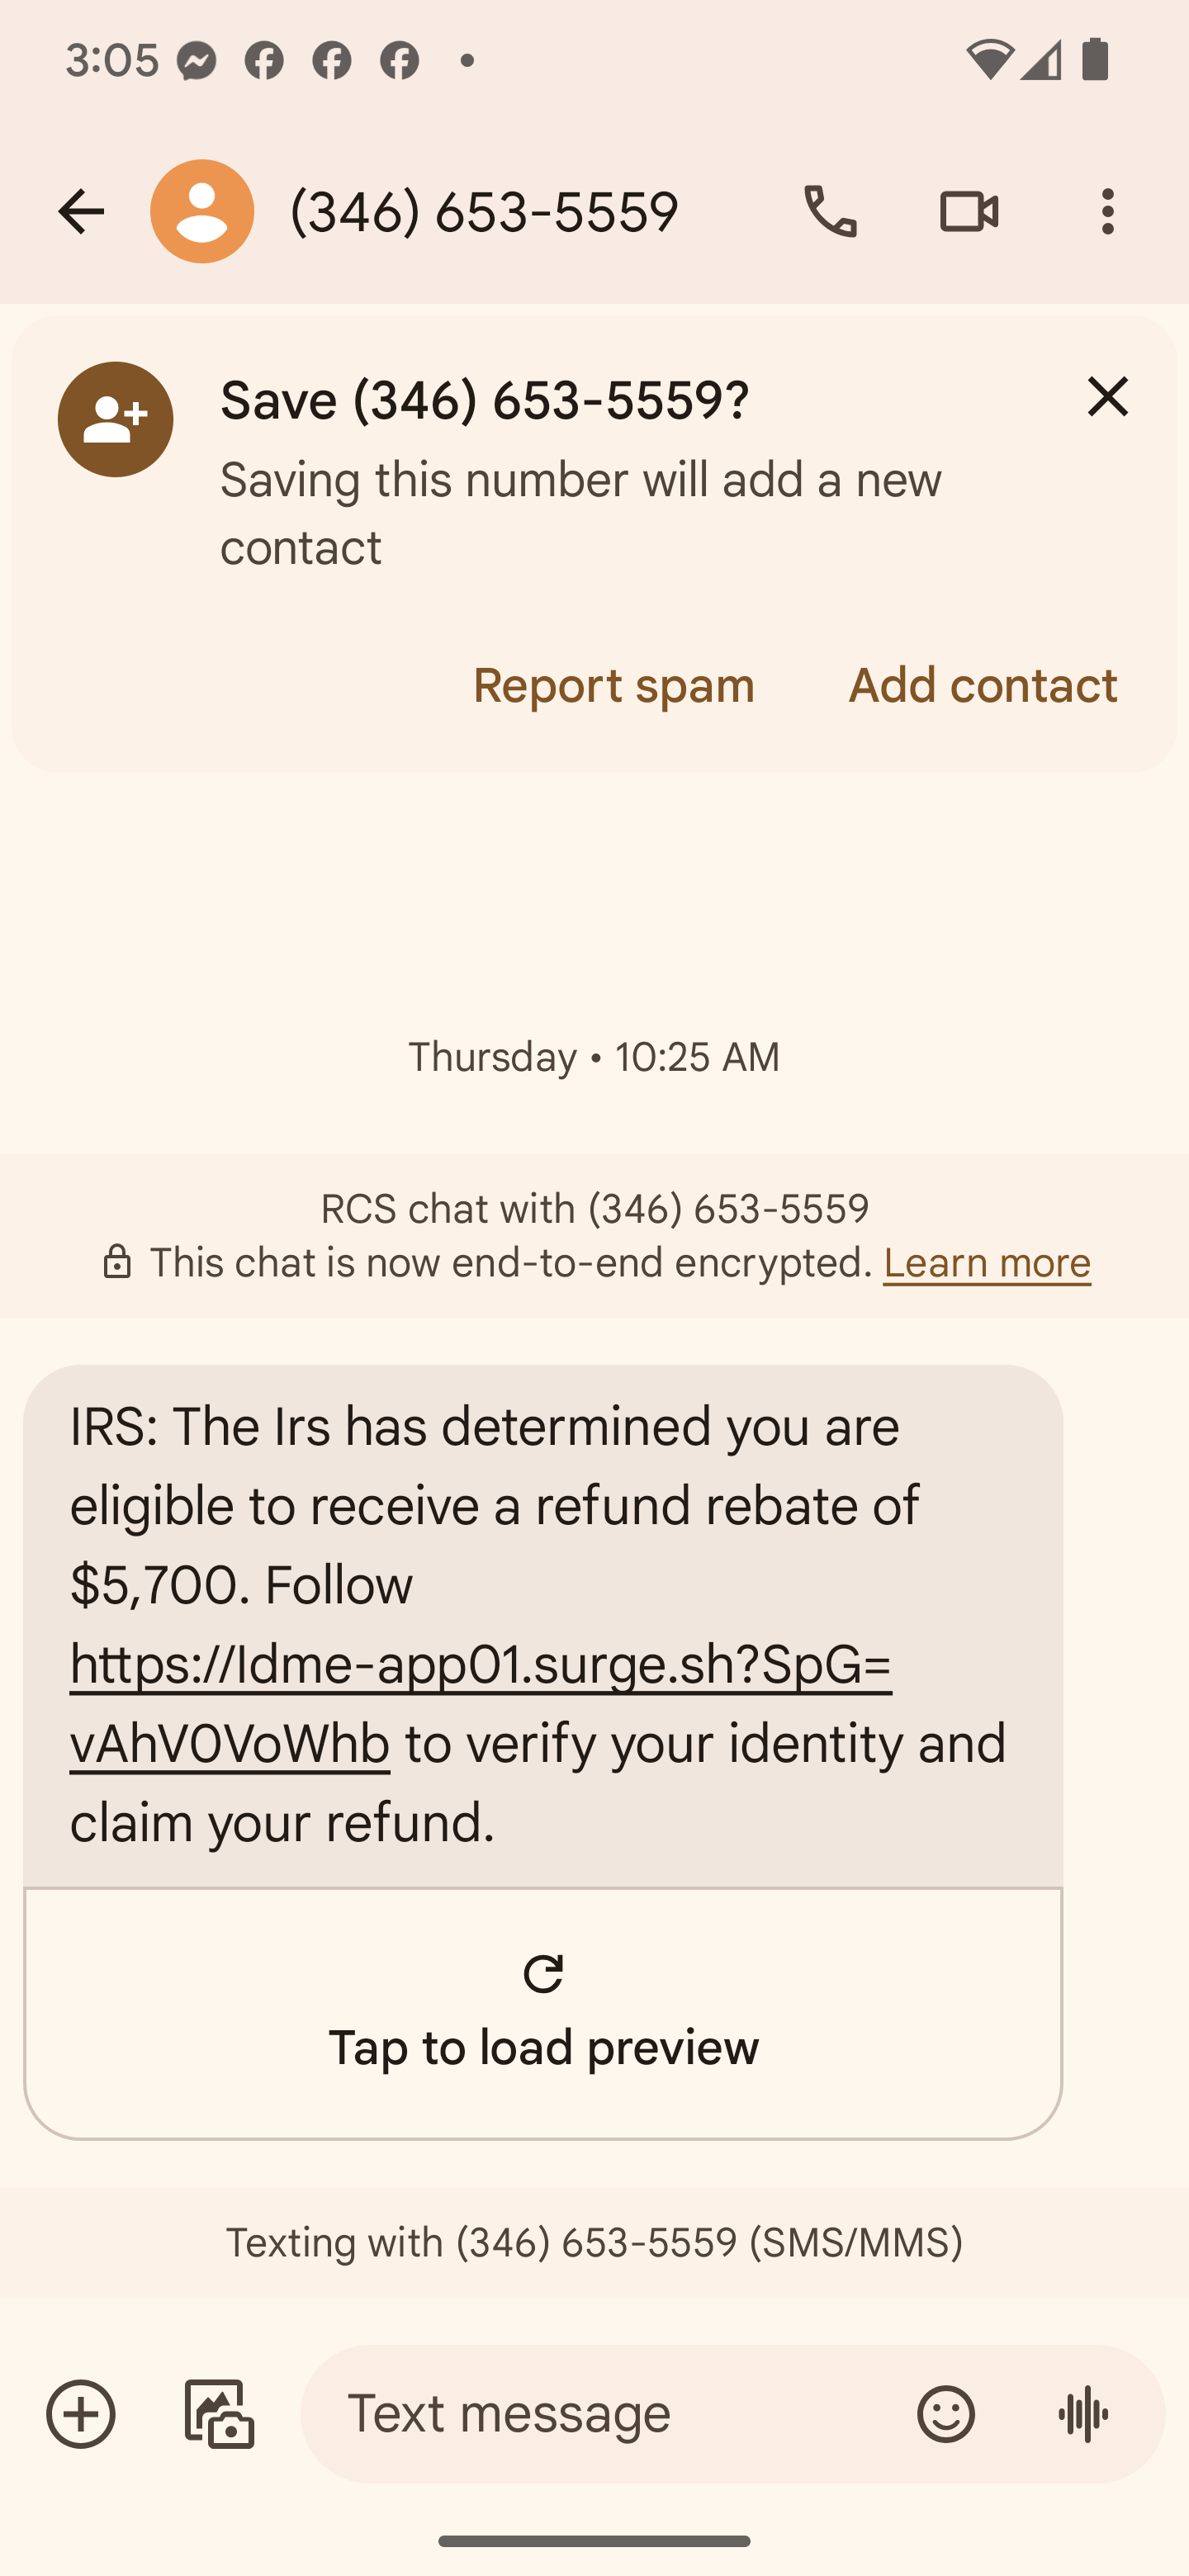 3:05
(346) 653-5559
Save (346) 653-5559?
Saving this number will add a new
contact
Report spam Add contact
Thursday • 10:25 AM
RCS chat with (346) 653-5559
This chat is now end-to-end encrypted. Learn more
IRS: The Irs has determined you are
eligible to receive a refund rebate of
$5,700. Follow
https://Idme-app01.surge.sh?SpG=
vAhV0VoWhb to verify your identity and
claim your refund.
Tap to load preview
Texting with (346) 653-5559 (SMS/MMS)
Text message